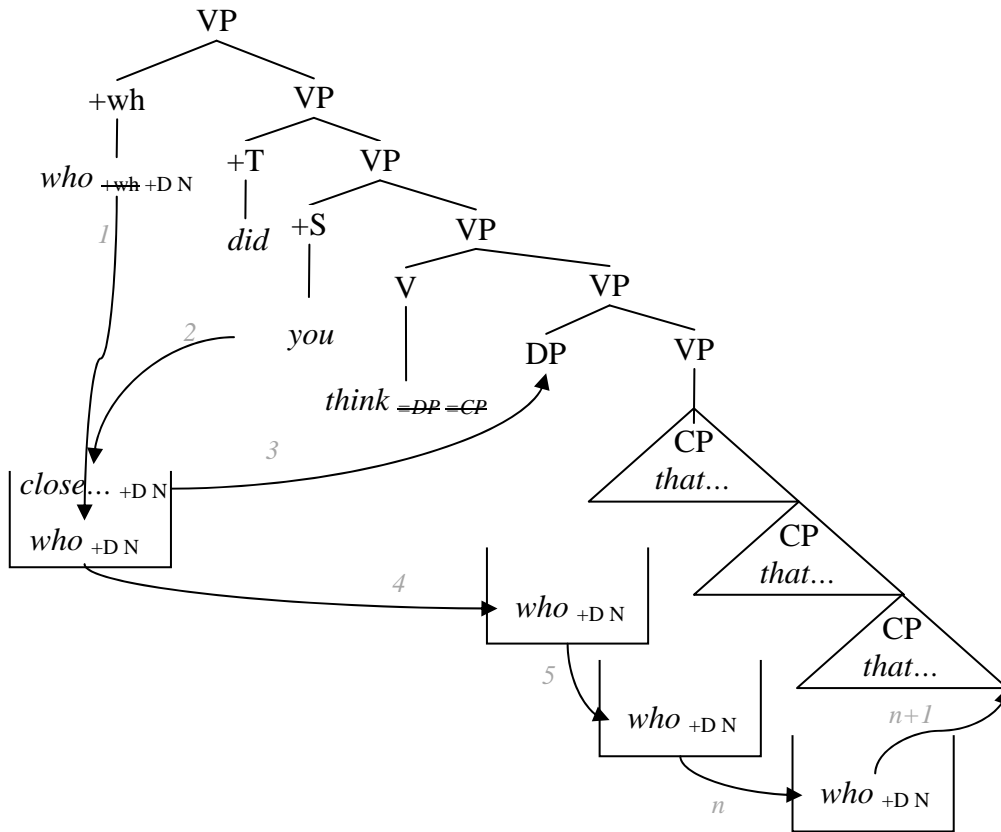 VP
+wh VP
who +wh +D N +T VP
1 did +S VP
V VP
2 you DP VP
think =DP =CP
3 CP
close... +D N that...
who +D N CP
4 who +D N that...
CP
5 that...
who +D N n+1
n who +D N